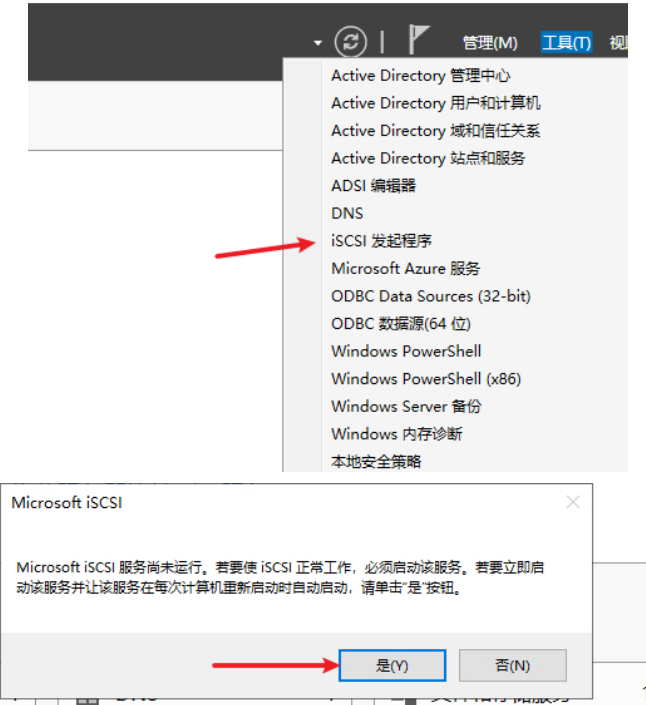 管理(M) 工具(T)
Active Directory 管理中心
Active Directory 用户和计算机
Active Directory 域和信任关系
Active Directory 站点和服务
ADSI 编辑器
DNS
iSCSI 发起程序
Microsoft Azure 服务
ODBC Data Sources (32-bit)
ODBC 数据源(64 位)
Windows PowerShell
Windows PowerShell (x86)
Windows Server 备份
Windows 内存诊断
本地安全策略
Microsoft iSCSI
Microsoft iSCSI 服务尚未运行。若要使 iSCSI 正常工作，必须启动该服务。若要立即启
动该服务并让该服务在每次计算机重新启动时自动启动，请单击“是”按钮。
是(Y) 否(N)